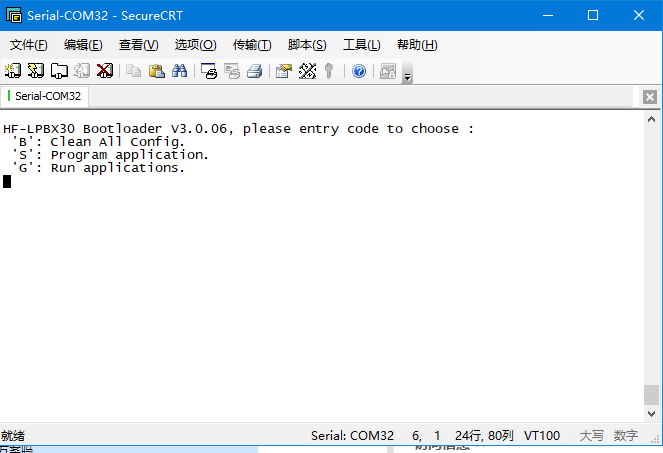 Serial-COM32 - SecureCRT
文件(F) 编辑(E) 查看(V) 选项(O) 传输(T) 脚本(S) 工具(L) 帮助(H)
Serial-COM32
HF-LPBX30 Bootloader V3.0.06, please entry code to choose :
'B': Clean All Config.
'S': Program application.
'G': Run applications.
就绪 Serial: COM32 6, 1 24行, 80列 VT100 大写 数字